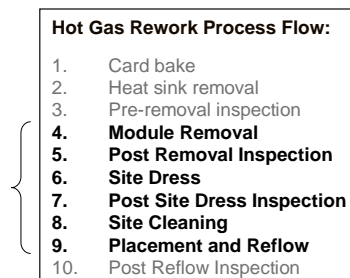 Hot Gas Rework Process Flow:
1. Card bake
2. Heat sink removal
3. Pre-removal inspection
4. Module Removal
5. Post Removal Inspection
6. Site Dress
7. Post Site Dress Inspection
8. Site Cleaning
9. Placement and Reflow
10. Post Reflow Inspection